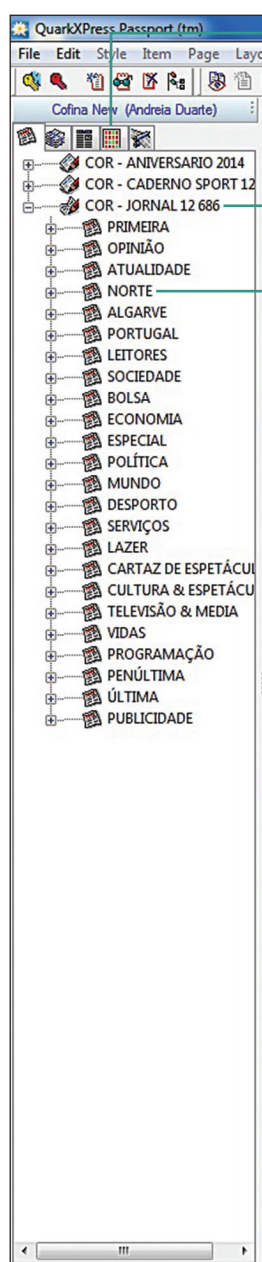 QuarkXPress Passport (tm)
File Edit Style Item Page Layo
Cofina New (Andreia Duarte)
COR - ANIVERSARIO 2014
COR - CADERNO SPORT 12
COR - JORNAL 12 686
PRIMEIRA
OPINIÃO
ATUALIDADE
NORTE
ALGARVE
PORTUGAL
LEITORES
SOCIEDADE
BOLSA
ECONOMIA
ESPECIAL
POLÍTICA
MUNDO
DESPORTO
SERVIÇOS
LAZER
CARTAZ DE ESPETÁCUL
CULTURA & ESPETÁCU
TELEVISÃO & MEDIA
VIDAS
PROGRAMAÇÃO
PENÚLTIMA
ÚLTIMA
PUBLICIDADE